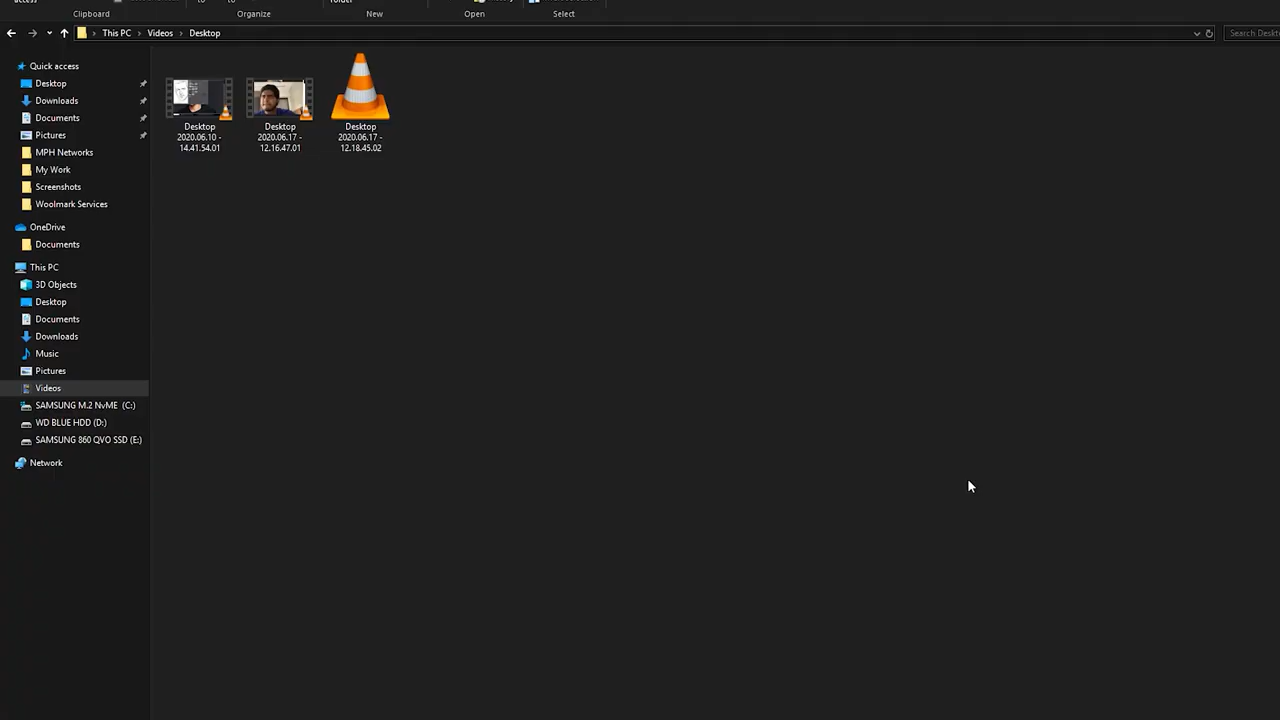 Clipboard
Organize
New
Open
Select
This PC
Videos
Desktop
Quick access
Desktop
Downloads
Documents
Pictures
MPH Networks
My Work
Screenshots
Woolmark Services
OneDrive
Documents
This PC
3D Objects
Desktop
Documents
Downloads
Music
Pictures
Videos
SAMSUNG M.2 NvME (C:)
WD BLUE HDD (D:)
SAMSUNG 860 QVO SSD (E:)
Network
Desktop
2020.06.10 -
14.41.54.01
Desktop
2020.06.17 -
12.16.47.01
Desktop
2020.06.17 -
12.18.45.02